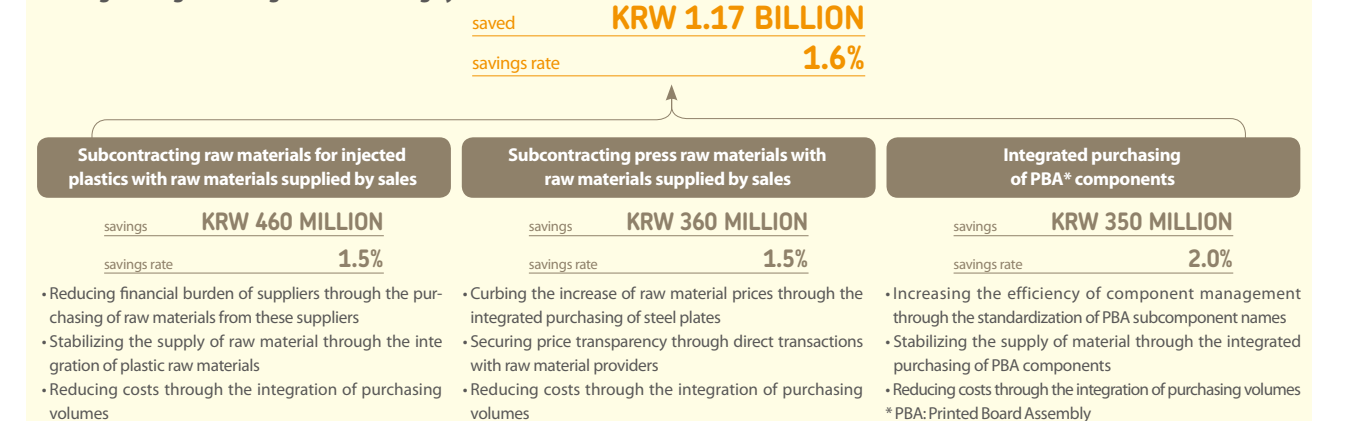 saved KRW 1.17 BILLION
savings rate 1.6%
Subcontracting raw materials for injected
plastics with raw materials supplied by sales
savings KRW 460 MILLION
savings rate 1.5%
• Reducing financial burden of suppliers through the pur-
chasing of raw materials from these suppliers
• Stabilizing the supply of raw material through the inte
gration of plastic raw materials
• Reducing costs through the integration of purchasing
volumes
Subcontracting press raw materials with
raw materials supplied by sales
savings KRW 360 MILLION
savings rate 1.5%
• Curbing the increase of raw material prices through the
integrated purchasing of steel plates
• Securing price transparency through direct transactions
with raw material providers
• Reducing costs through the integration of purchasing
volumes
Integrated purchasing
of PBA* components
savings KRW 350 MILLION
savings rate 2.0%
• Increasing the efficiency of component management
through the standardization of PBA subcomponent names
• Stabilizing the supply of material through the integrated
purchasing of PBA components
• Reducing costs through the integration of purchasing volumes
* PBA: Printed Board Assembly